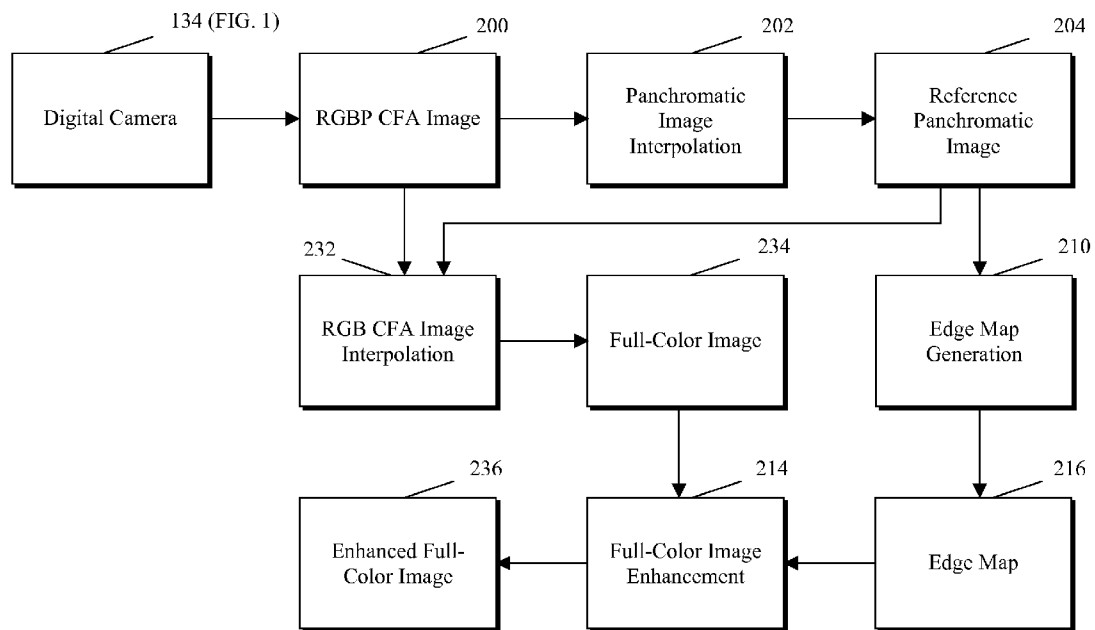 134 (FIG. 1)
200
202
204
Digital Camera
RGBP CFA Image
Panchromatic
Image
Interpolation
Reference
Panchromatic
Image
232
234
210
RGB CFA Image
Interpolation
Full-Color Image
Edge Map
Generation
236
214
216
Enhanced Full-
Color Image
Full-Color Image
Enhancement
Edge Map